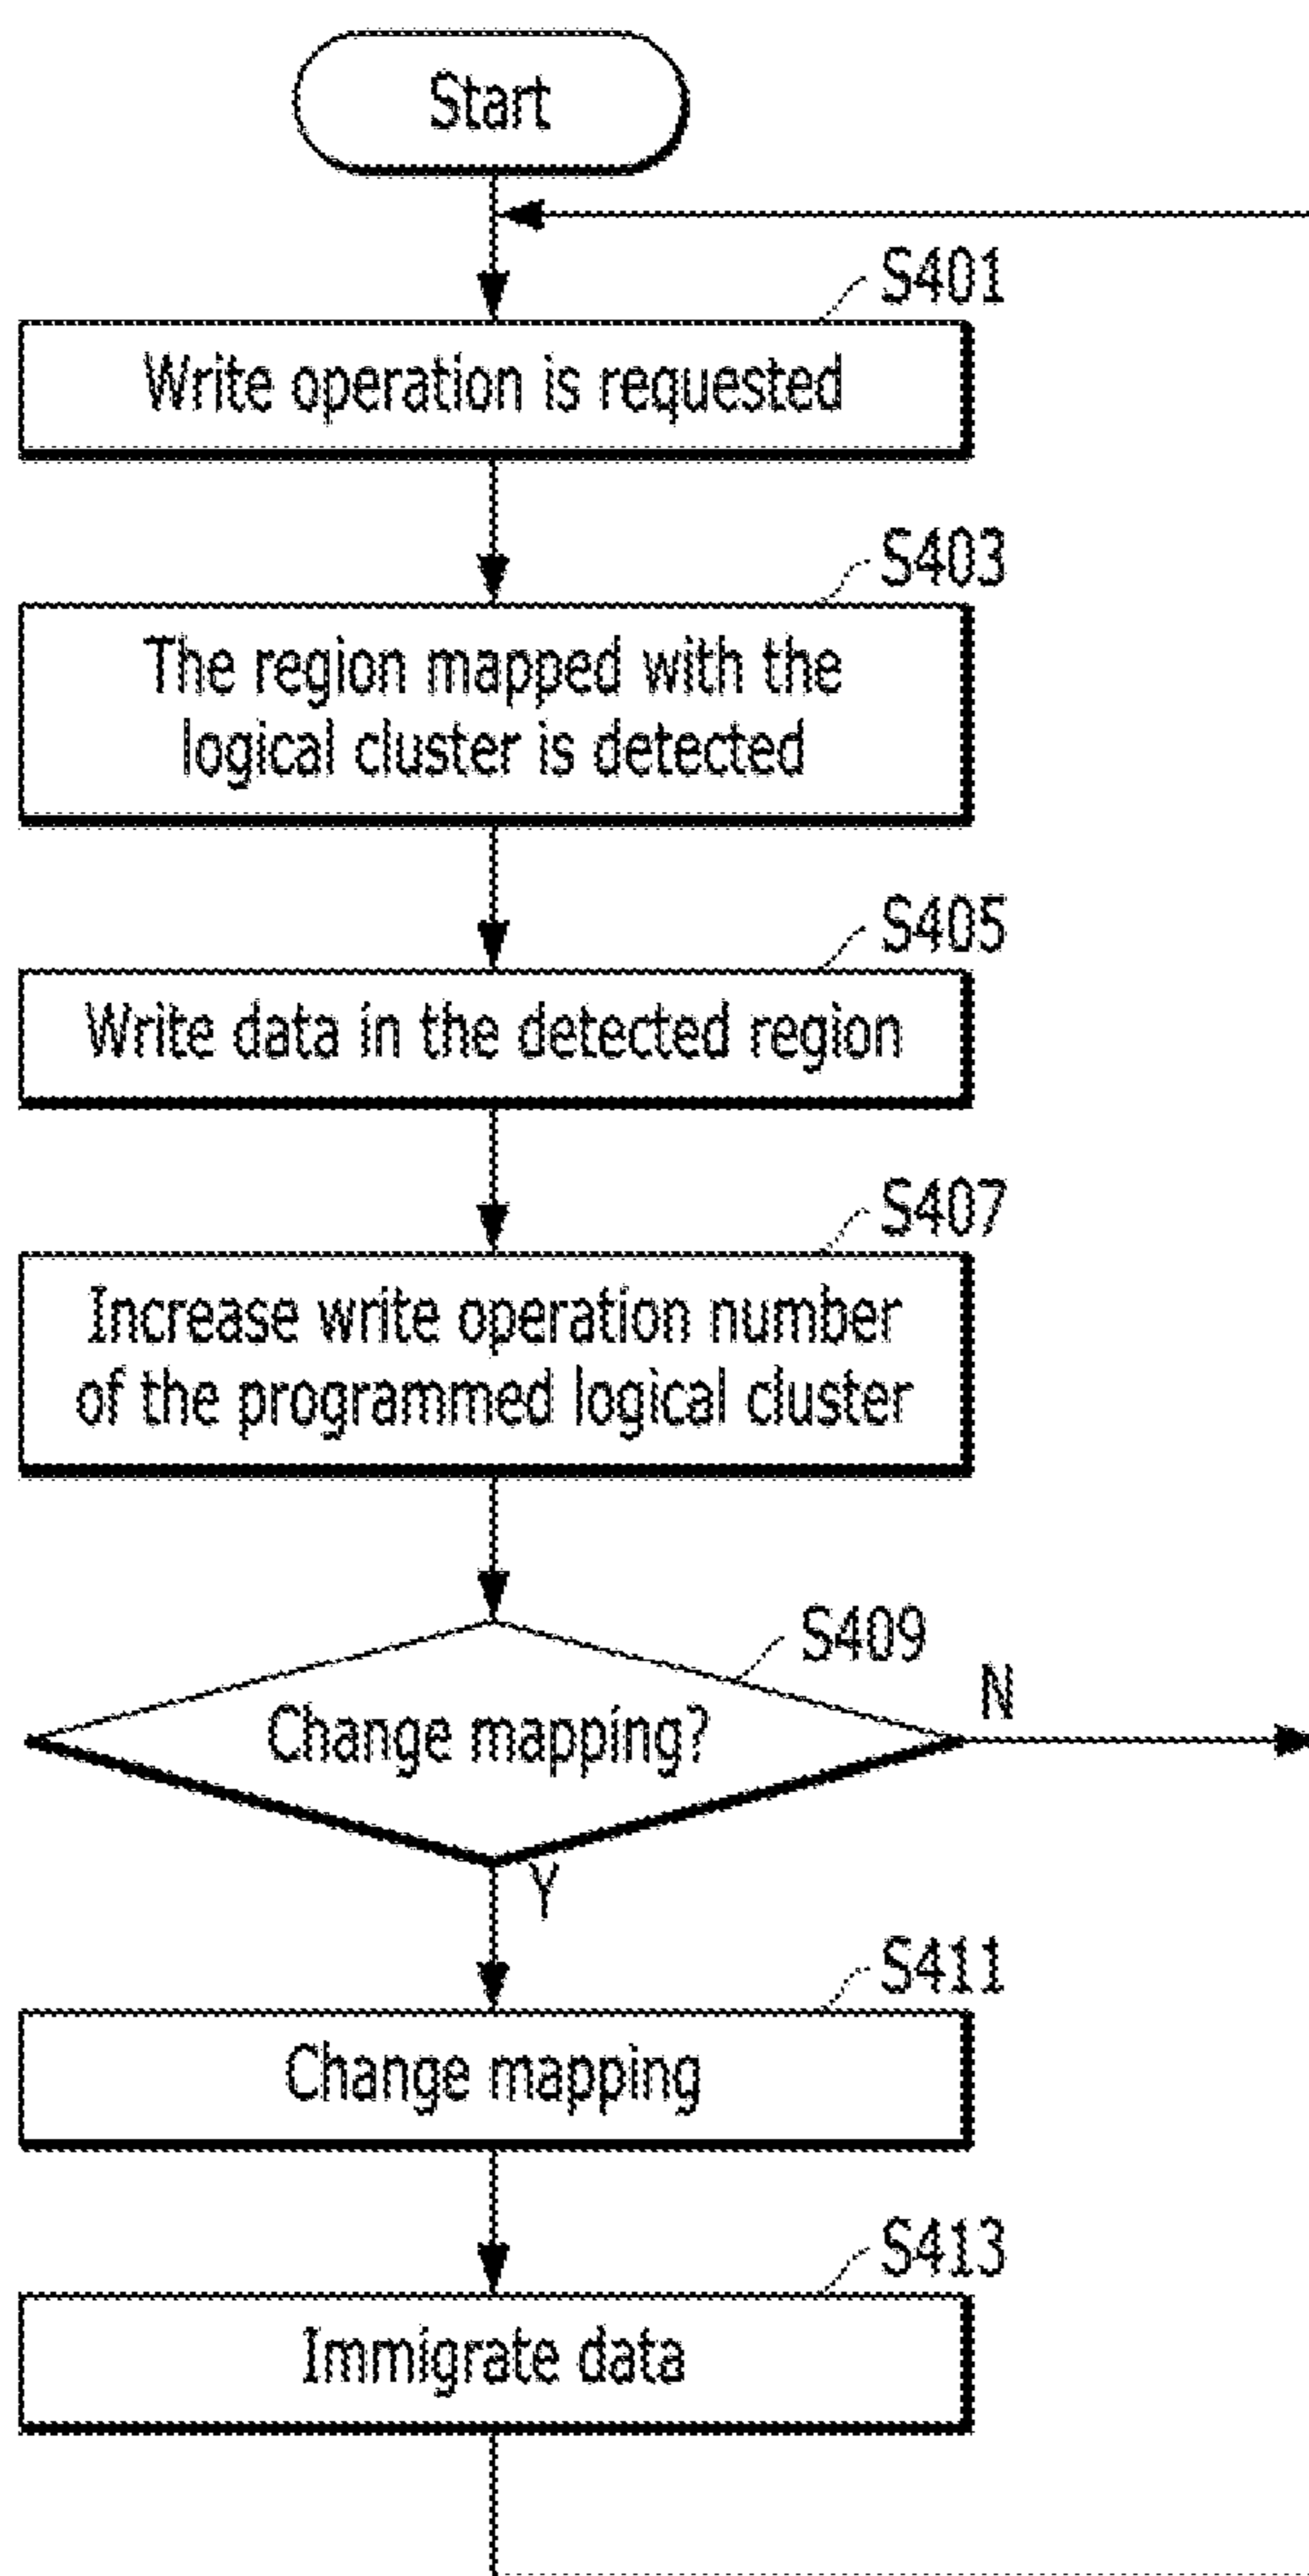 Start
S401
Write operation is requested
S403
The region mapped with the
logical cluster is detected
S405
Write data in the detected region
S407
Increase write operation number
of the programmed logical cluster
S409
Change mapping?
N
Y
S411
Change mapping
S413
Immigrate data